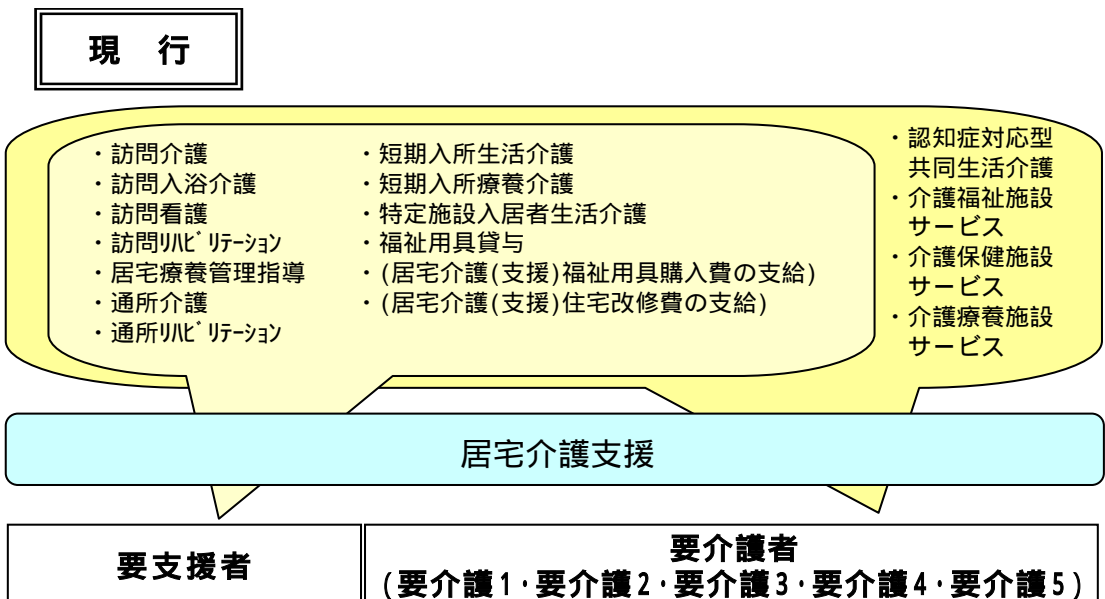 現 行
・訪問介護
・訪問入浴介護
・訪問看護
・訪問ﾘﾊﾋﾞﾘﾃｰｼｮﾝ
・居宅療養管理指導
・通所介護
・通所ﾘﾊﾋﾞﾘﾃｰｼｮﾝ
・短期入所生活介護
・短期入所療養介護
・特定施設入居者生活介護
・福祉用具貸与
・(居宅介護(支援)福祉用具購入費の支給)
・(居宅介護(支援)住宅改修費の支給)
・認知症対応型
共同生活介護
・介護福祉施設
サービス
・介護保健施設
サービス
・介護療養施設
サービス
居宅介護支援
要支援者
要介護者
(要介護1･要介護2･要介護3･要介護4･要介護5)